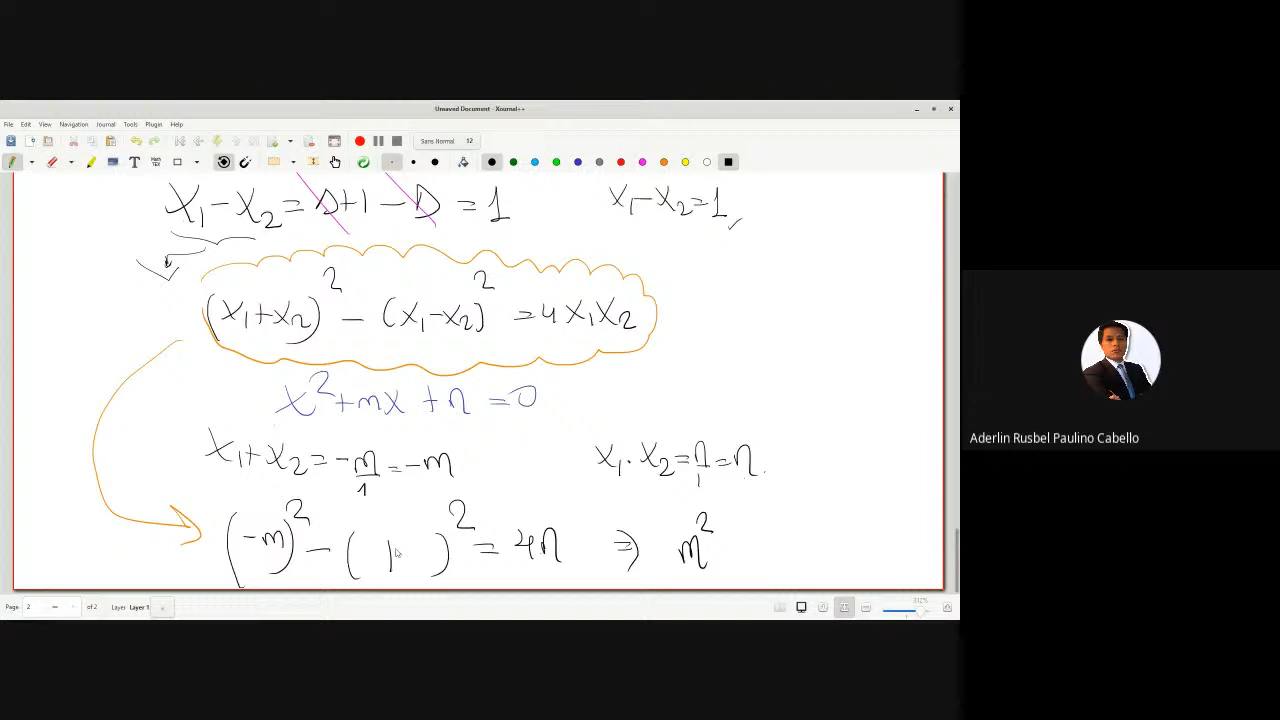 Unsaved Document - Xournal++
File Edit View Navigation Journal Tools Plugin Help
Sans Normal 12
x₁ - x₂ = D+1 - D = 1
x₁ - x₂ = 1
(x₁+x₂)² - (x₁-x₂)² = 4x₁x₂
x² + mx + n = 0
x₁ + x₂ = -m/1 = -m
x₁ · x₂ = n/1 = n.
(-m)² - (1)² = 4n ⇒ m²
Page 2 of 2 Layer Layer 1
312%
Aderlin Rusbel Paulino Cabello